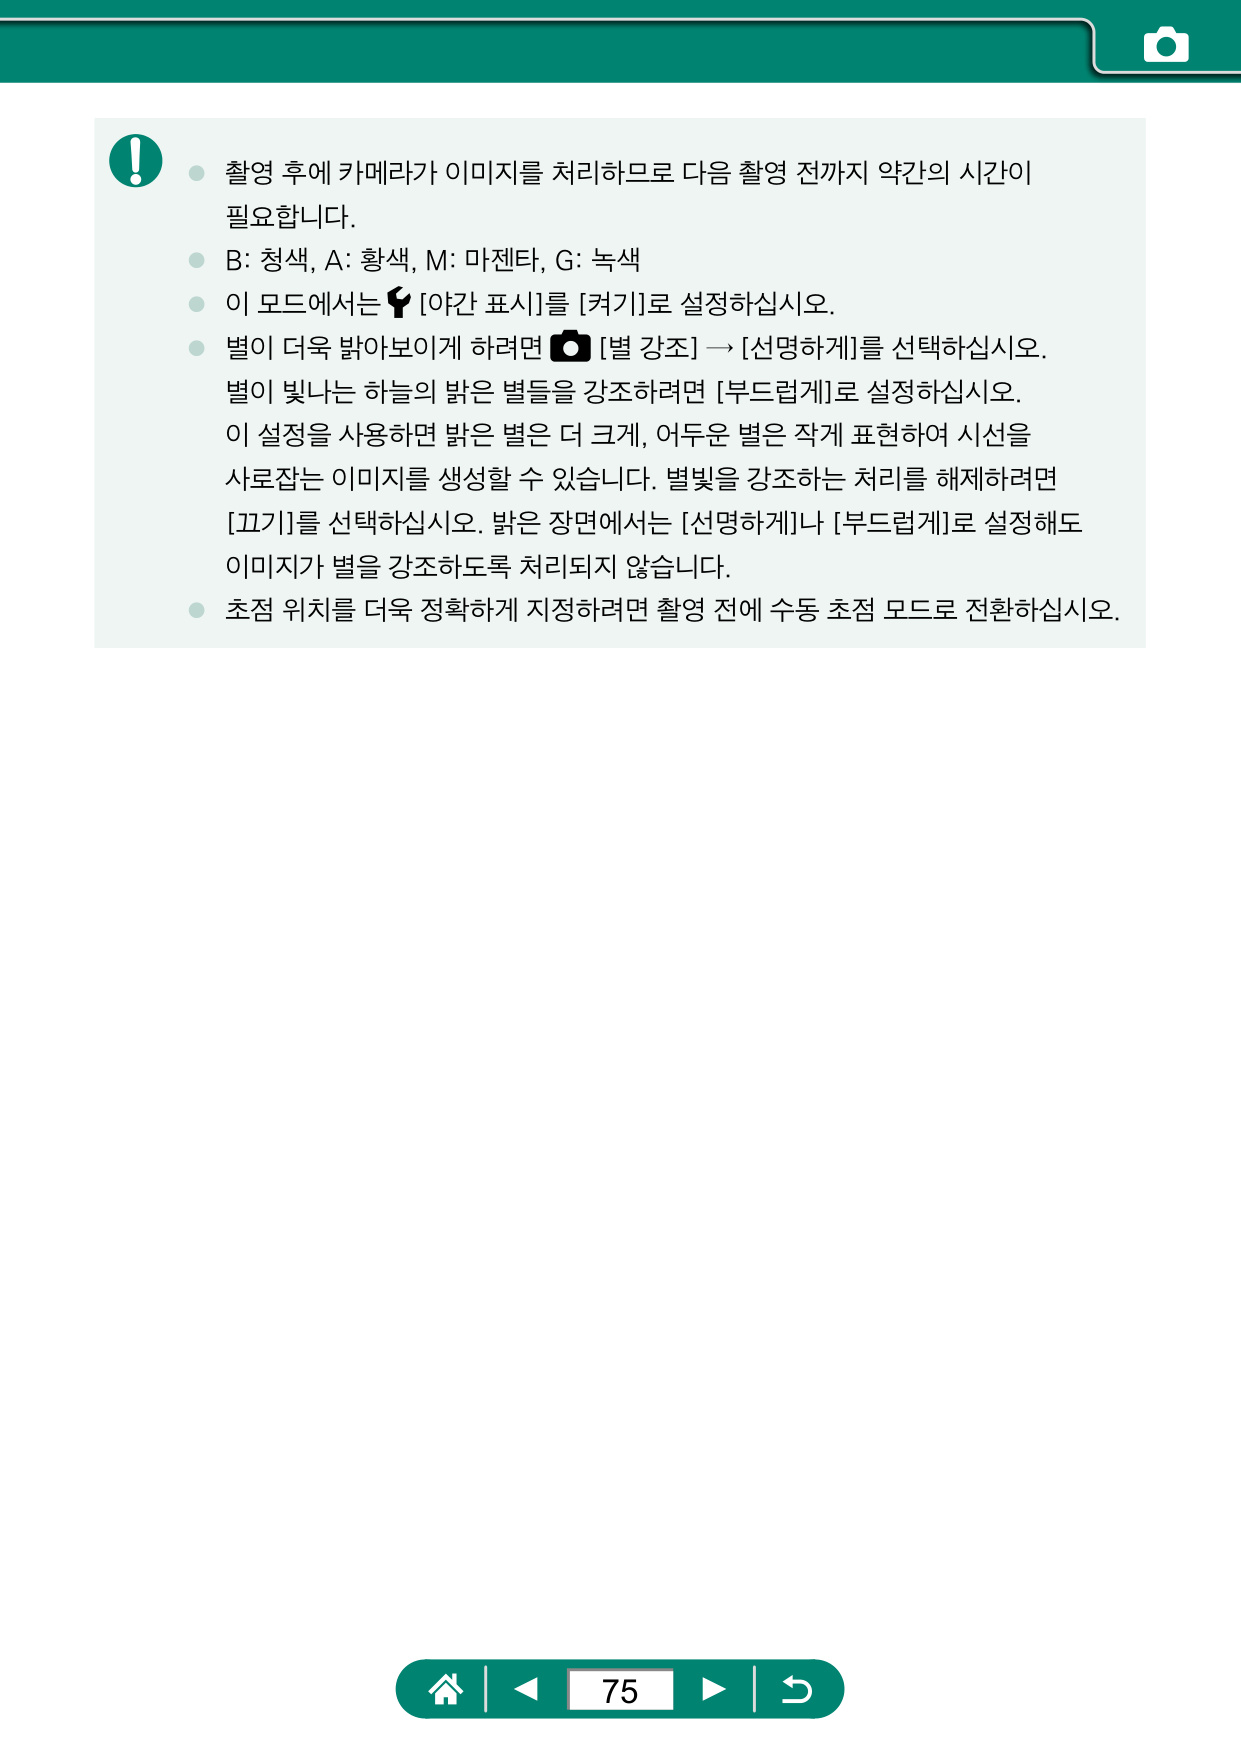 촬영 후에 카메라가 이미지를 처리하므로 다음 촬영 전까지 약간의 시간이
필요합니다.
B: 청색, A: 황색, M: 마젠타, G: 녹색
이 모드에서는 [야간 표시]를 [켜기]로 설정하십시오.
별이 더욱 밝아보이게 하려면 [별 강조] → [선명하게]를 선택하십시오.
별이 빛나는 하늘의 밝은 별들을 강조하려면 [부드럽게]로 설정하십시오.
이 설정을 사용하면 밝은 별은 더 크게, 어두운 별은 작게 표현하여 시선을
사로잡는 이미지를 생성할 수 있습니다. 별빛을 강조하는 처리를 해제하려면
[끄기]를 선택하십시오. 밝은 장면에서는 [선명하게]나 [부드럽게]로 설정해도
이미지가 별을 강조하도록 처리되지 않습니다.
초점 위치를 더욱 정확하게 지정하려면 촬영 전에 수동 초점 모드로 전환하십시오.
75